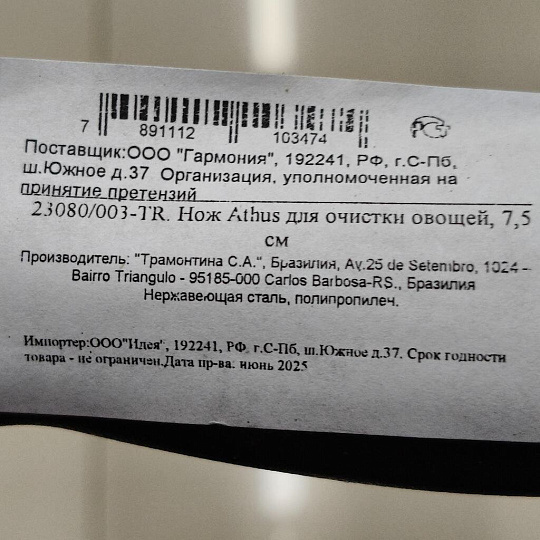 7 891112 103474
Поставщик:ООО "Гармония", 192241, РФ, г.С-Пб,
ш.Южное д.37 Организация, уполномоченная на
принятие претензий
23080/003-TR. Нож Athus для очистки овощей, 7,5
см
Производитель: "Трамонтина С.А.", Бразилия, Av.25 de Setembro, 1024 -
Bairro Triangulo - 95185-000 Carlos Barbosa-RS., Бразилия
Нержавеющая сталь, полипропилен.
Импортер:ООО"Идея", 192241, РФ, г.С-Пб, ш.Южное д.37. Срок годности
товара - не ограничен.Дата пр-ва: июнь 2025